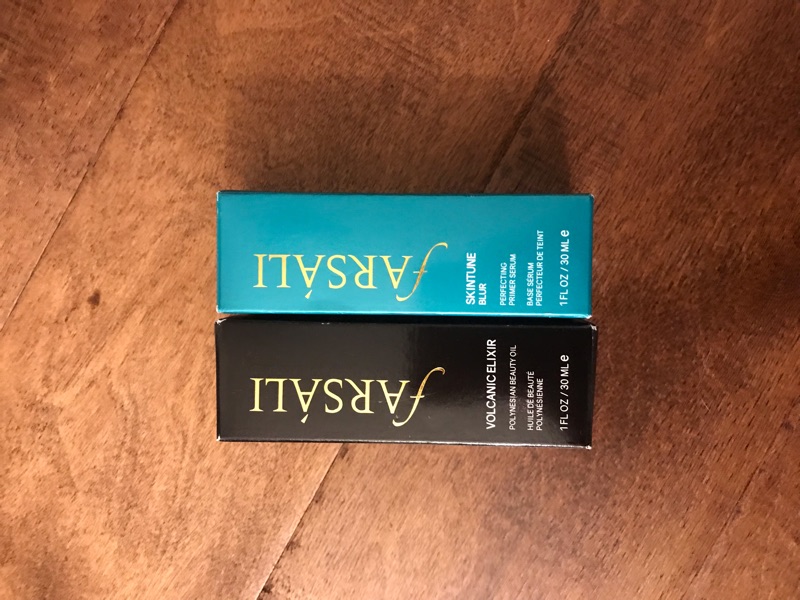 fARSÁLI
SKINTUNE
BLUR
PERFECTING
PRIMER SERUM
BASE SÉRUM
PERFECTEUR DE TEINT
1 FL OZ / 30 ML ℮
fARSÁLI
VOLCANIC ELIXIR
POLYNESIAN BEAUTY OIL
HUILE DE BEAUTÉ
POLYNÉSIENNE
1 FL OZ / 30 ML ℮